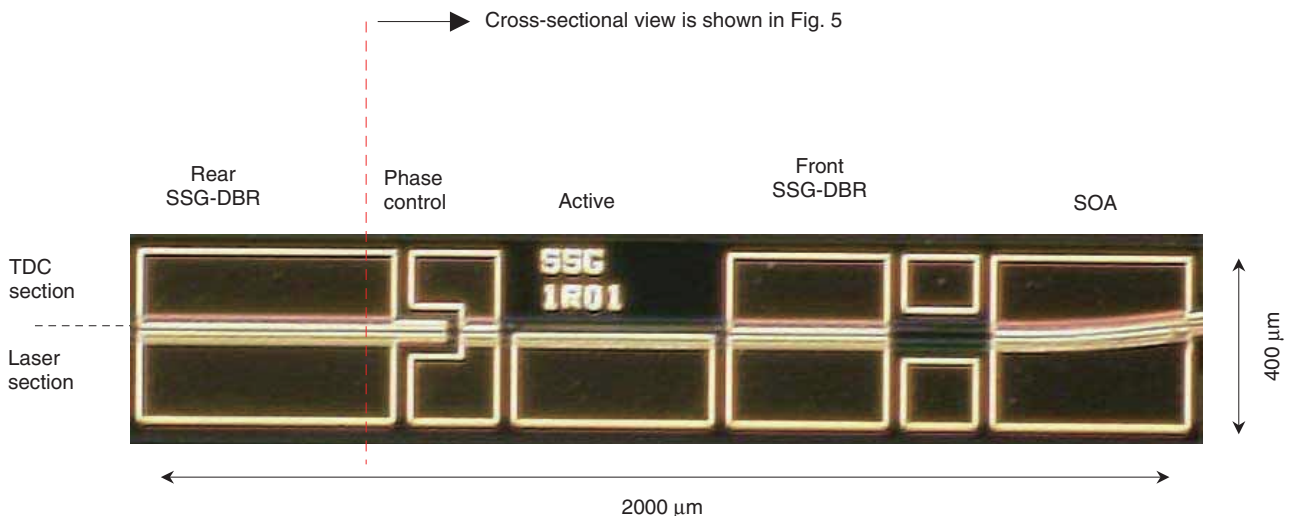 Cross-sectional view is shown in Fig. 5
Rear
SSG-DBR
Phase
control
Active
Front
SSG-DBR
SOA
TDC
section
Laser
section
SSG
1R01
400 µm
2000 µm